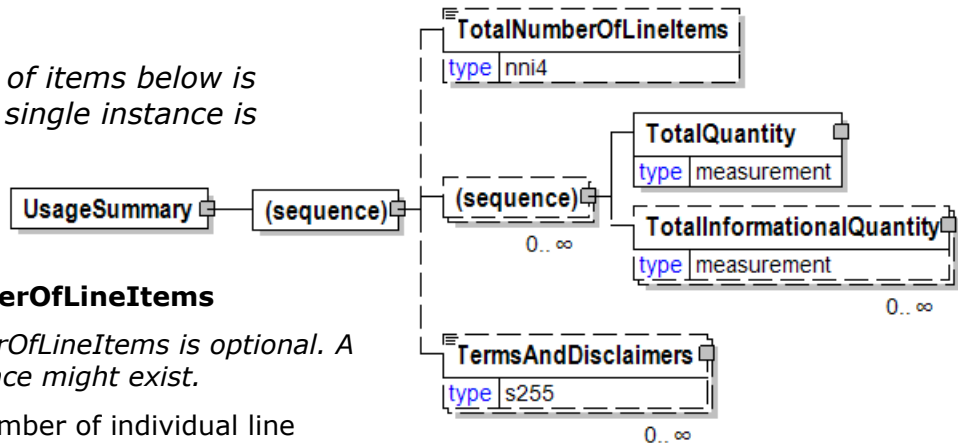 TotalNumberOfLineItems
type nni4
of items below is
single instance is
TotalQuantity
type measurement
UsageSummary
(sequence)
(sequence)
0.. ∞
TotalInformationalQuantity
type measurement
0.. ∞
erOfLineItems
rOfLineItems is optional. A
nce might exist.
TermsAndDisclaimers
type s255
mber of individual line
0.. ∞